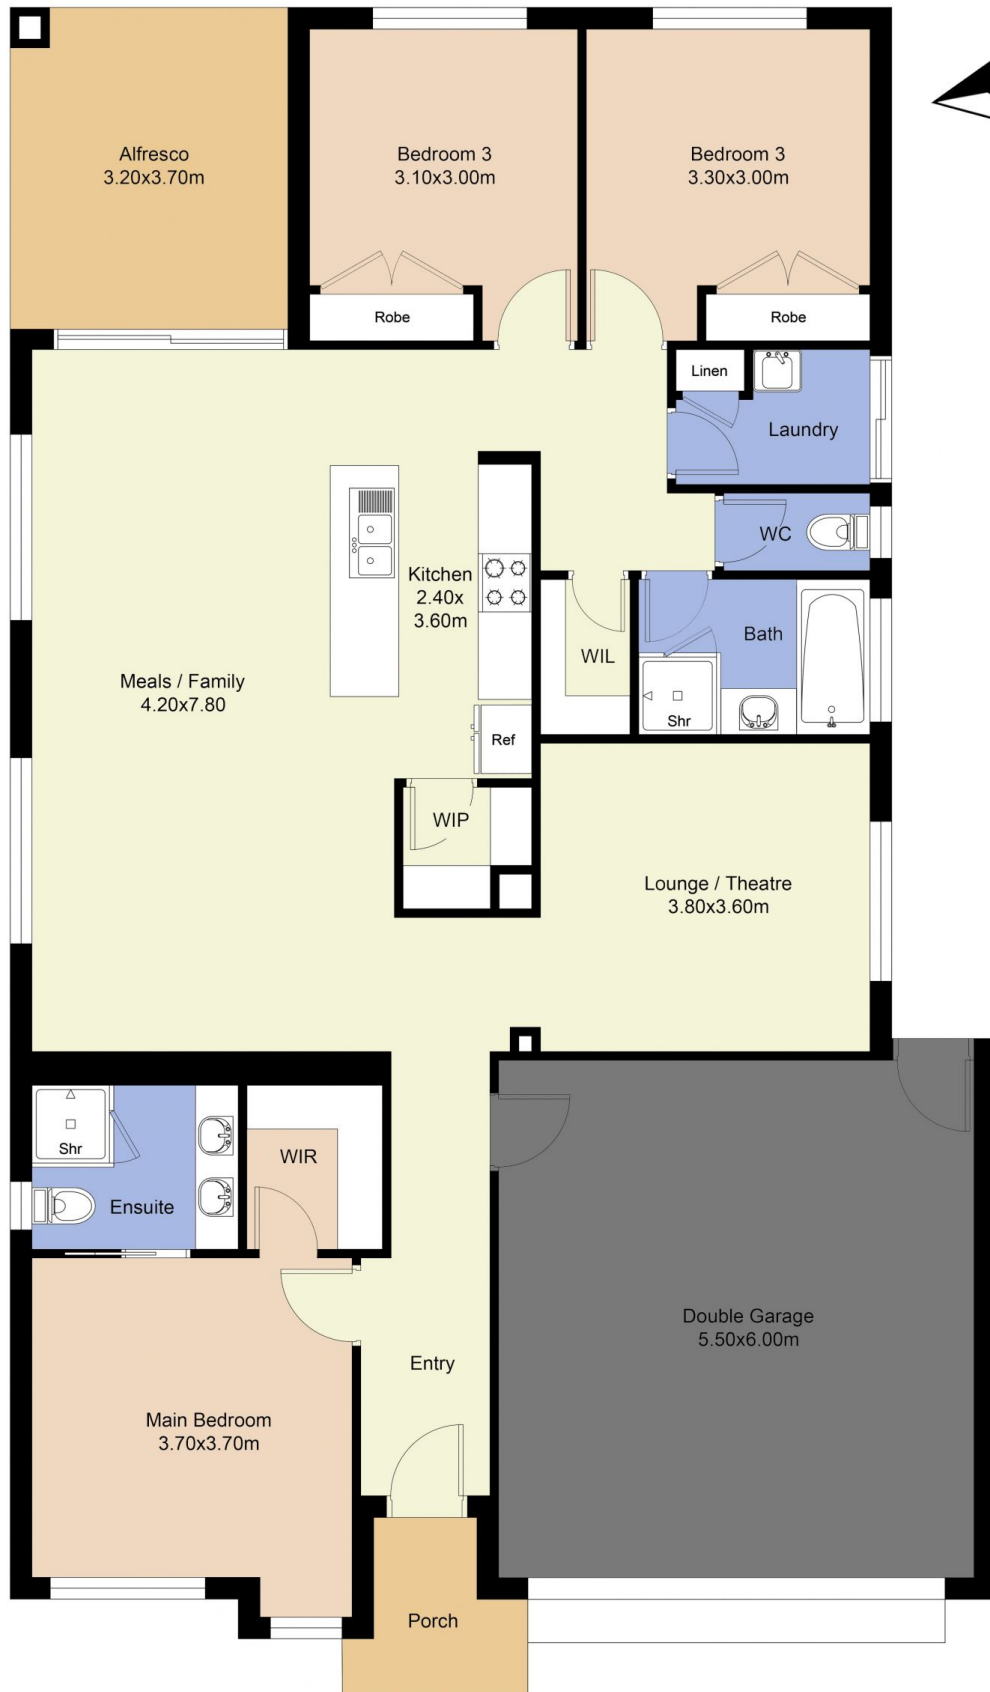 Alfresco
3.20x3.70m
Bedroom 3
3.10x3.00m
Bedroom 3
3.30x3.00m
Robe
Robe
Linen
Laundry
WC
Kitchen
2.40x
3.60m
WIL
Bath
Shr
Meals / Family
4.20x7.80
Ref
WIP
Lounge / Theatre
3.80x3.60m
Shr
WIR
Ensuite
Double Garage
5.50x6.00m
Entry
Main Bedroom
3.70x3.70m
Porch